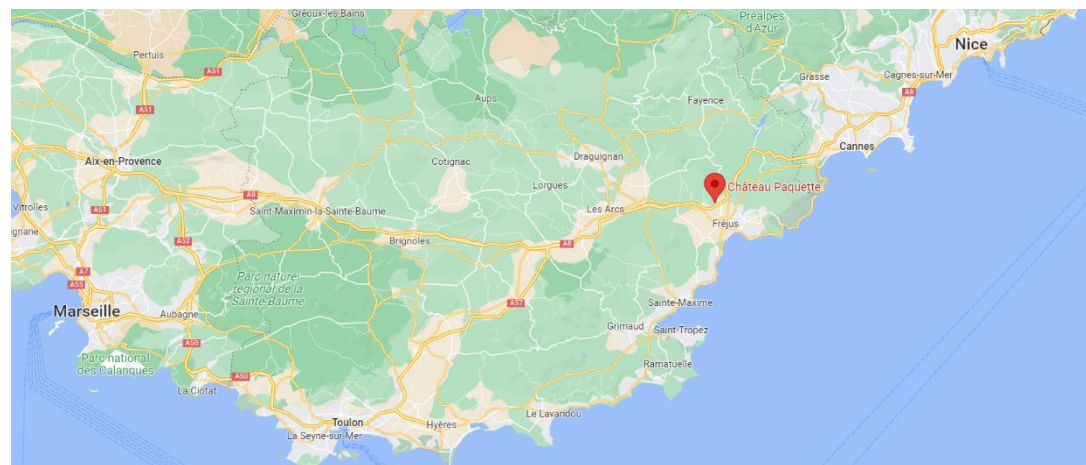 Gréoux-les-Bains
Préalpes
d'Azur
Nice
Pertuis
A51
Grasse
Cagnes-sur-Mer
A8
A51
Aups
Fayence
Cannes
Aix-en-Provence
Cotignac
Draguignan
Lorgues
Château Paquette
Vitrolles
A51
A8
Saint-Maximin-la-Sainte-Baume
Les Arcs
Fréjus
ignane
A52
Brignoles
A8
A7
A55
Parc naturel
régional de la
Sainte-Baume
Marseille
Aubagne
A57
Sainte-Maxime
Grimaud
Saint-Tropez
A50
Parc national
des Calanques
Ramatuelle
A50
La Ciotat
Toulon
Hyères
Le Lavandou
La Seyne-sur-Mer